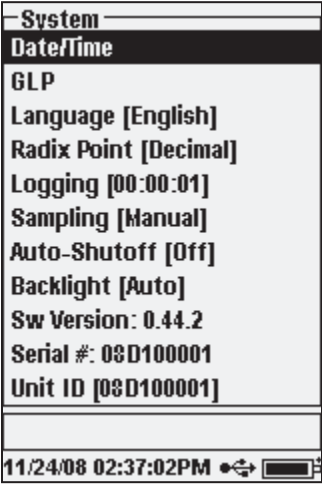 System
Date/Time
GLP
Language [English]
Radix Point [Decimal]
Logging [00:00:01]
Sampling [Manual]
Auto-Shutoff [Off]
Backlight [Auto]
Sw Version: 0.44.2
Serial #: 08D100001
Unit ID [08D100001]
11/24/08 02:37:02PM